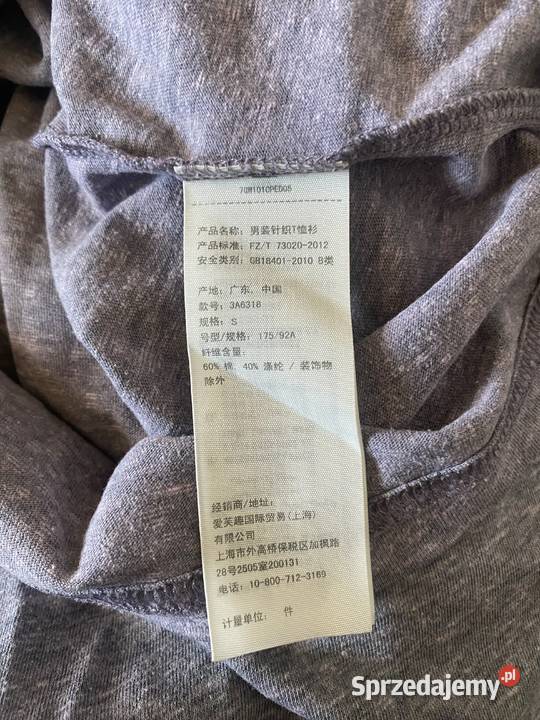 7QM101CPED05
产品名称: 男装针织T恤衫
产品标准: FZ/T 73020-2012
安全类别: GB18401-2010 B类
产地: 广东, 中国
款号: 3A6318
规格: S
号型/规格: 175/92A
纤维含量:
60% 棉, 40% 涤纶 / 装饰物
除外
经销商/地址:
爱芙趣国际贸易(上海)
有限公司
上海市外高桥保税区加枫路
28号2505室200131
电话: 10-800-712-3169
计量单位: 件
Sprzedajemy.pl